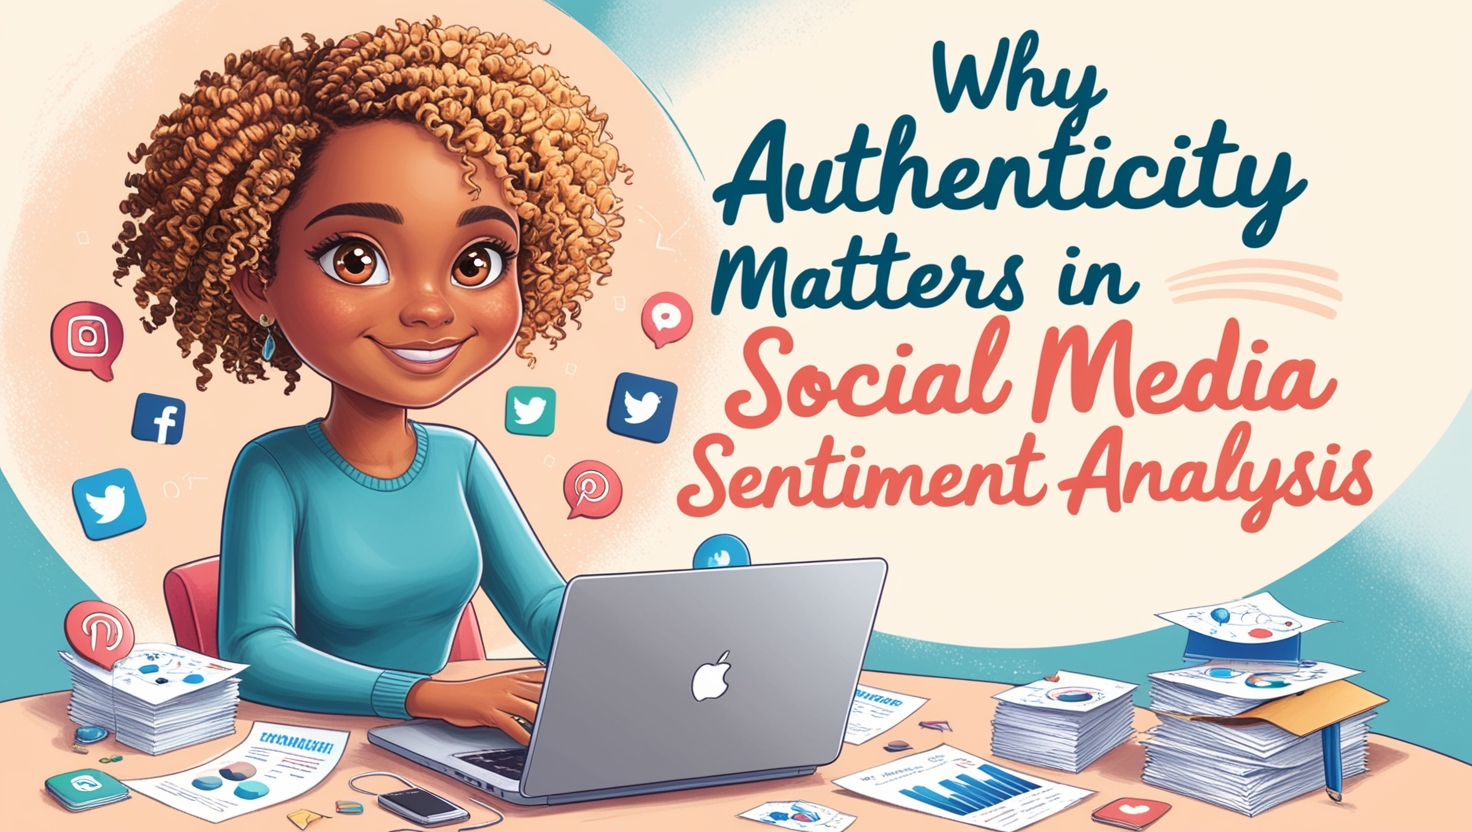 Why
Authenticity
Matters in
Social Media
Sentiment Analysis